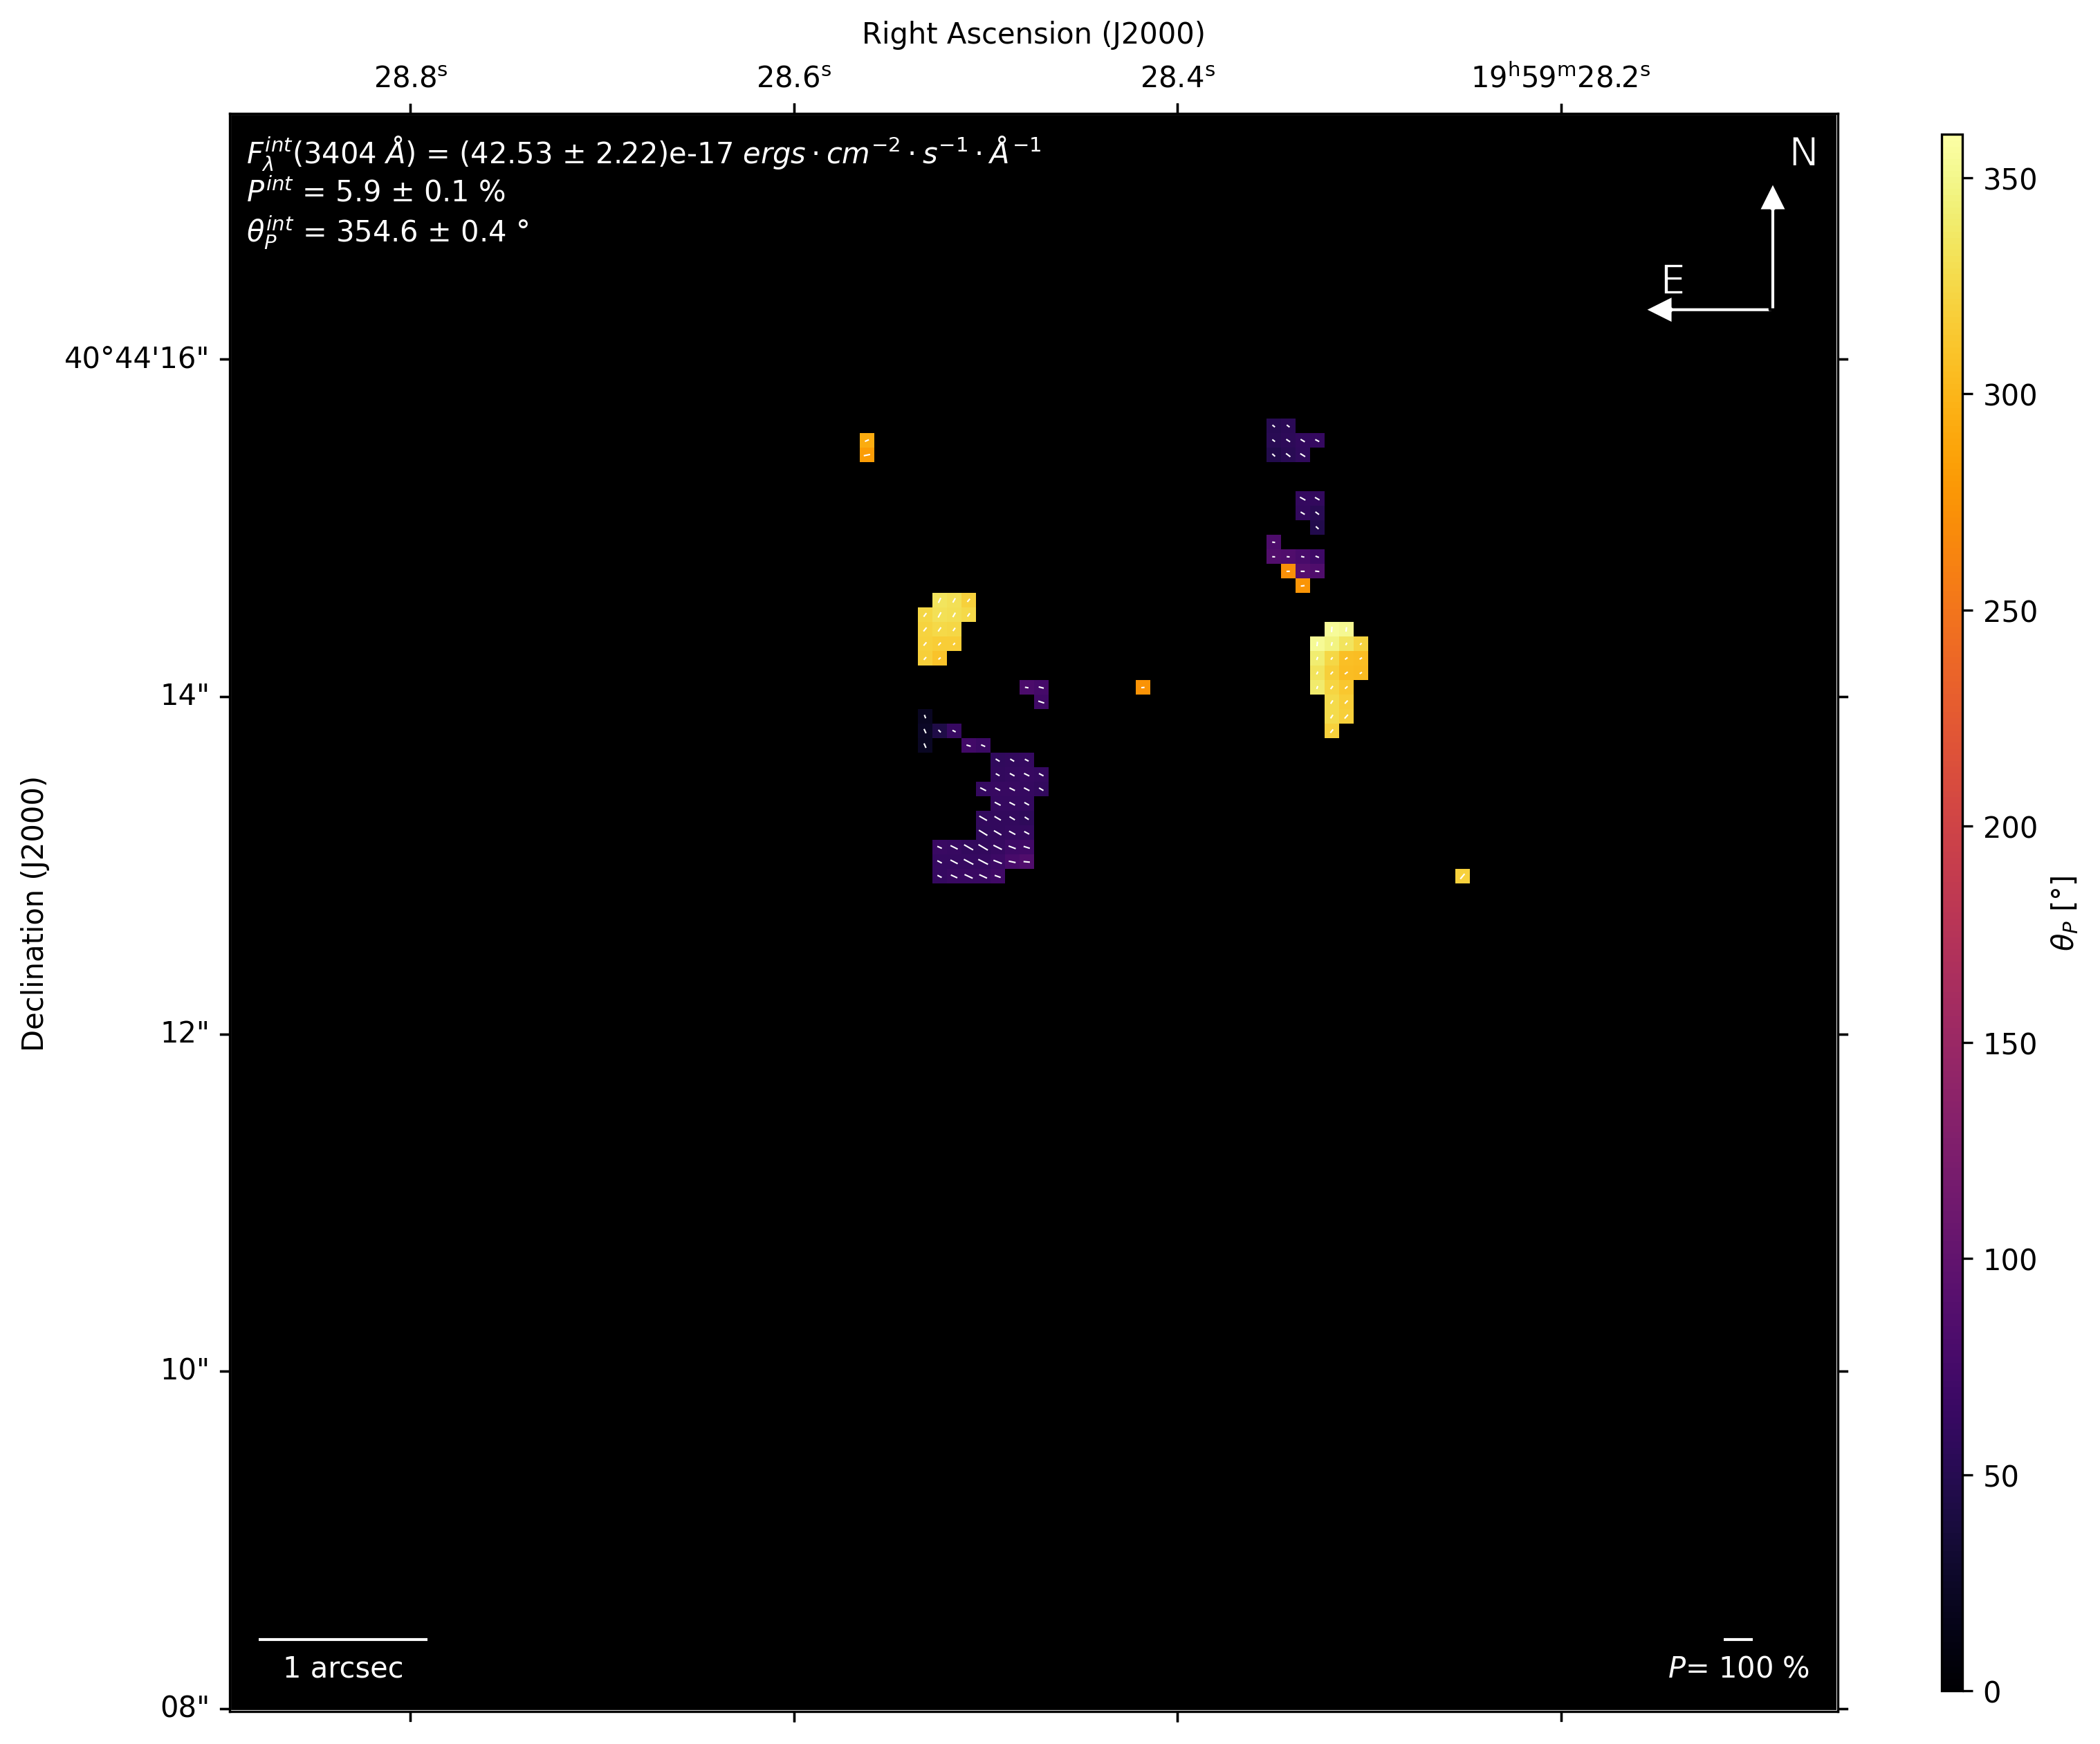 Right Ascension (J2000)
28.8ˢ 28.6ˢ 28.4ˢ 19ʰ59ᵐ28.2ˢ
F_λ^int(3404 Å) = (42.53 ± 2.22)e-17 ergs · cm⁻² · s⁻¹ · Å⁻¹
P^int = 5.9 ± 0.1 %
θ_P^int = 354.6 ± 0.4 °
N
E
40°44'16"
14"
12"
10"
08"
Declination (J2000)
1 arcsec
P= 100 %
350
300
250
200
150
100
50
0
θ_P [°]